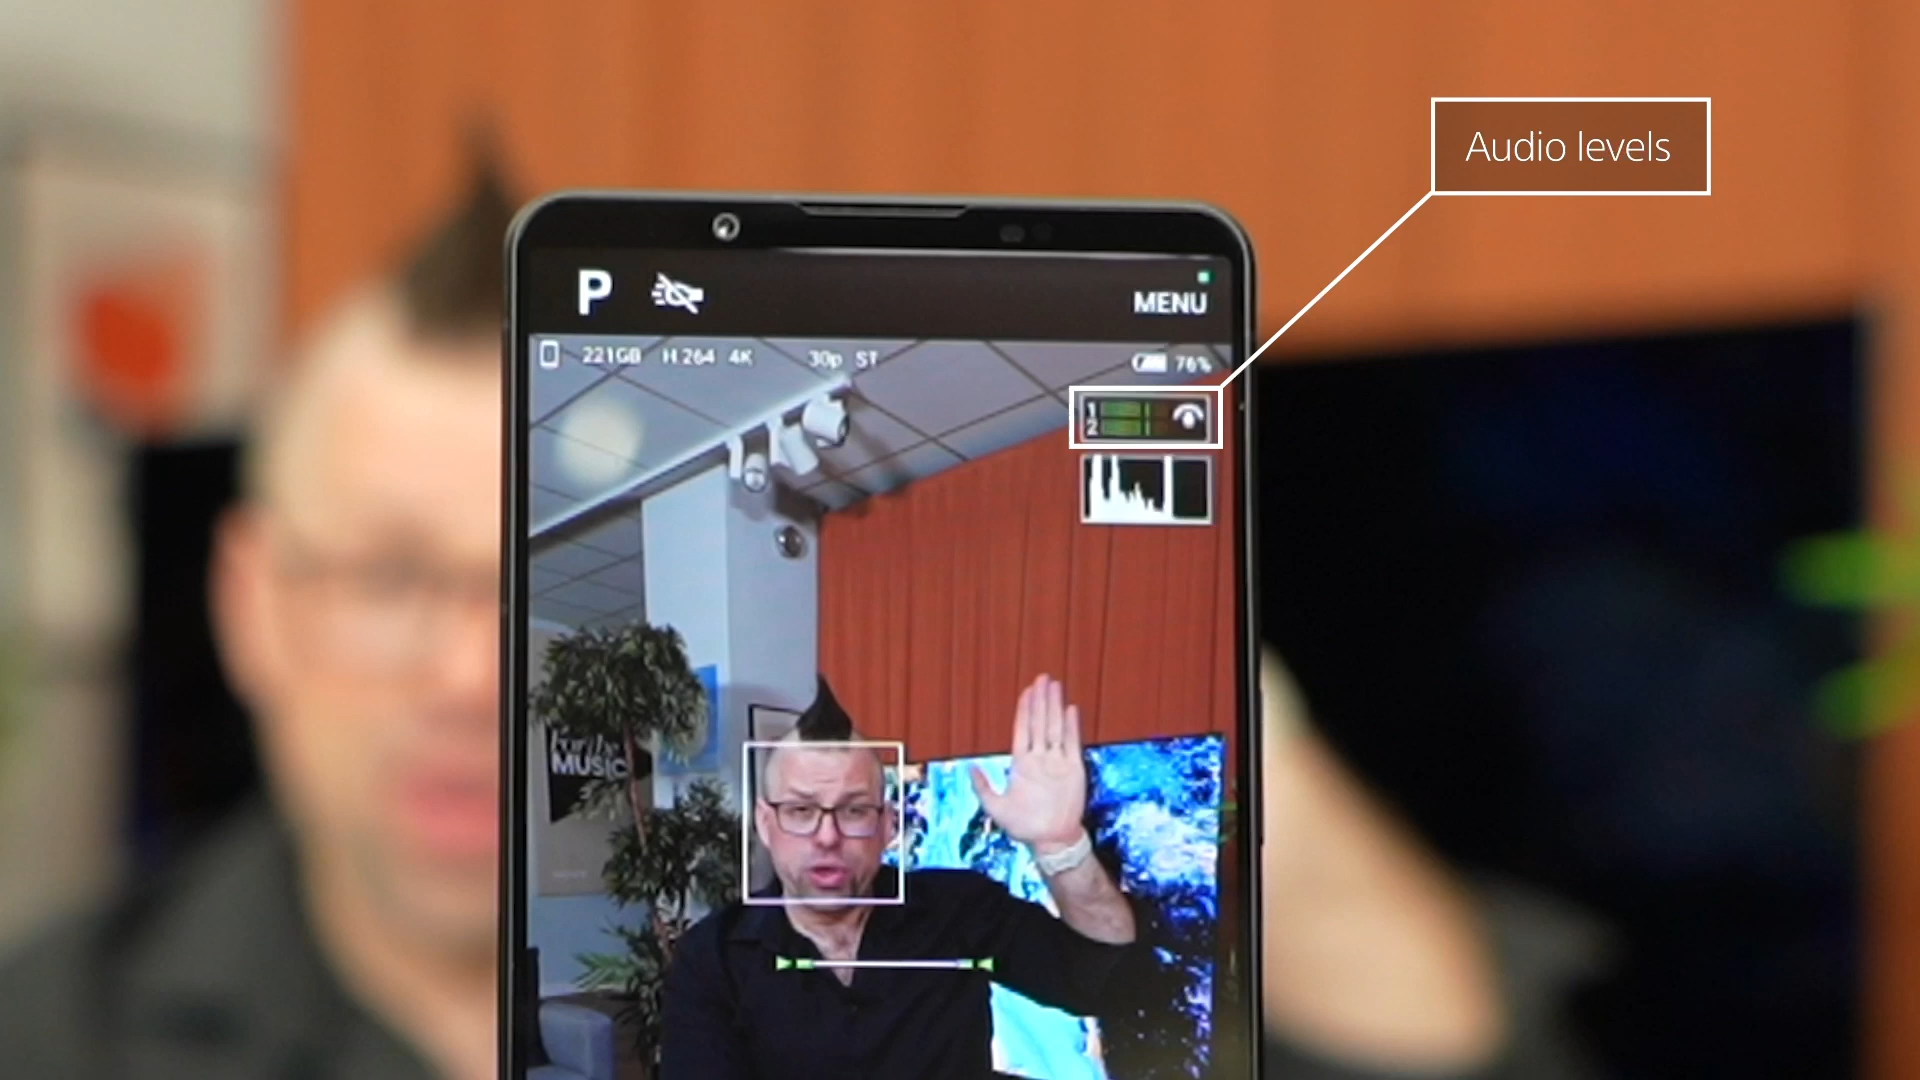 Audio levels
P
MENU
221GB H.264 4K 30p ST 76%
1
2
For the
MUSIC